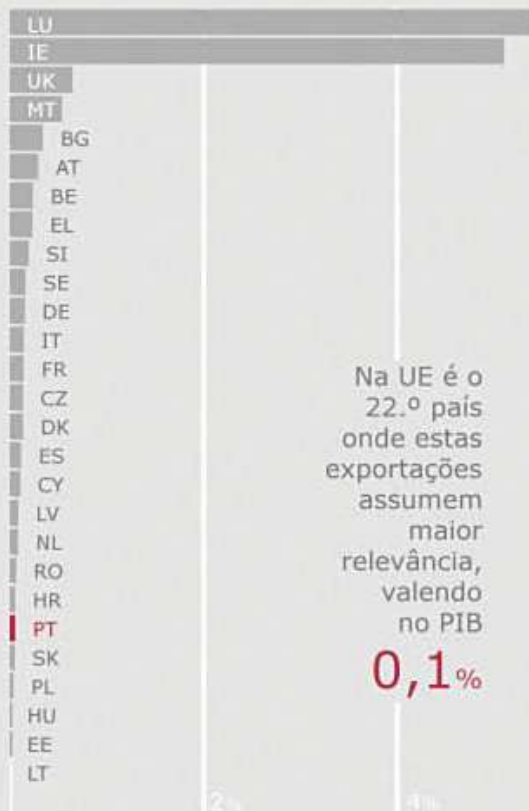 LU
IE
UK
MT
BG
AT
BE
EL
SI
SE
DE
IT
FR
CZ
DK
ES
CY
LV
NL
RO
HR
PT
SK
PL
HU
EE
LT
Na UE é o
22.º país
onde estas
exportações
assumem
maior
relevância,
valendo
no PIB
0,1%
2%
4%